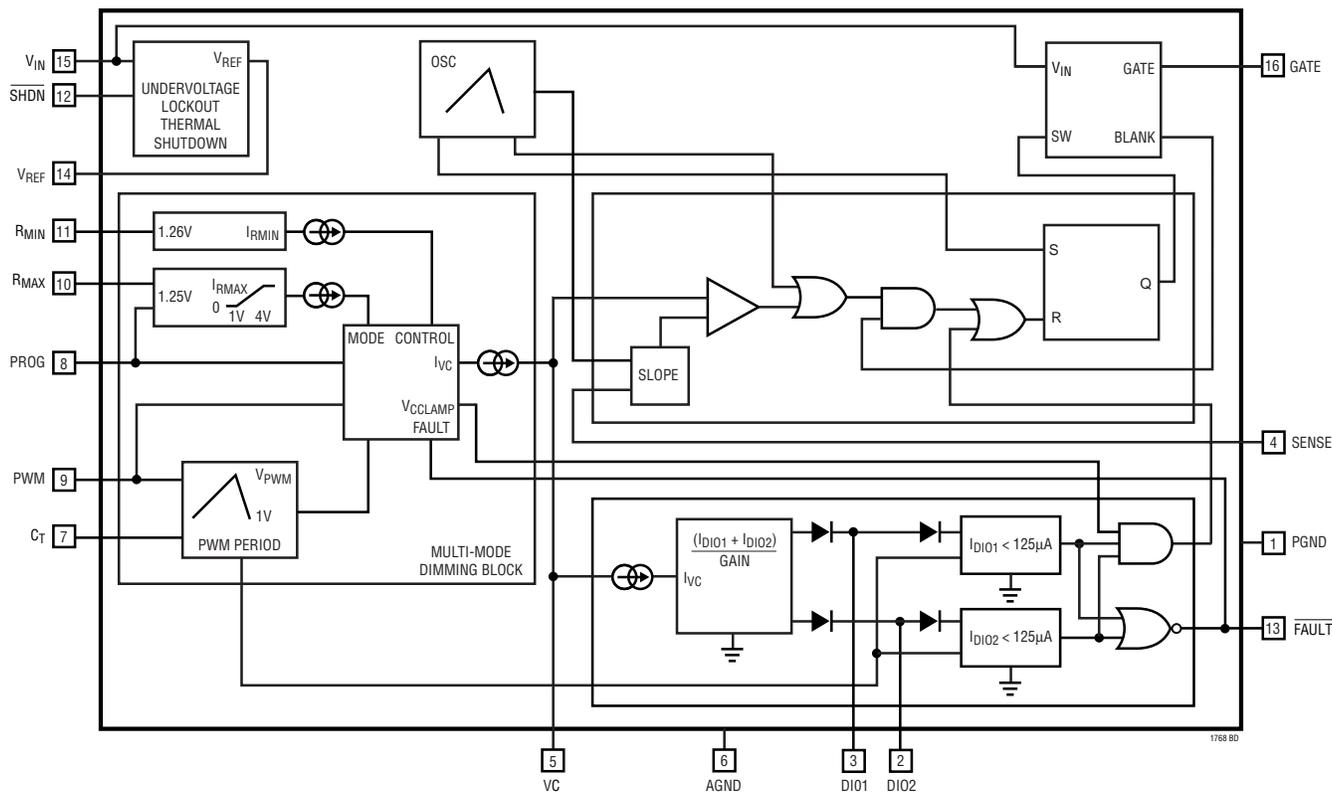 VIN 15
SHDN 12
VREF 14
RMIN 11
RMAX 10
PROG 8
PWM 9
CT 7
VREF
UNDERVOLTAGE
LOCKOUT
THERMAL
SHUTDOWN
OSC
VIN GATE
SW BLANK
16 GATE
1.26V IRMIN
1.25V IRMAX
0
1V 4V
MODE CONTROL
IVC
VCCLAMP
FAULT
VPWM
1V
PWM PERIOD
MULTI-MODE
DIMMING BLOCK
SLOPE
S
Q
R
4 SENSE
(IDIO1 + IDIO2)
GAIN
IVC
IDIO1 < 125µA
IDIO2 < 125µA
1 PGND
13 FAULT
1768 BD
5
VC
6
AGND
3
DIO1
2
DIO2